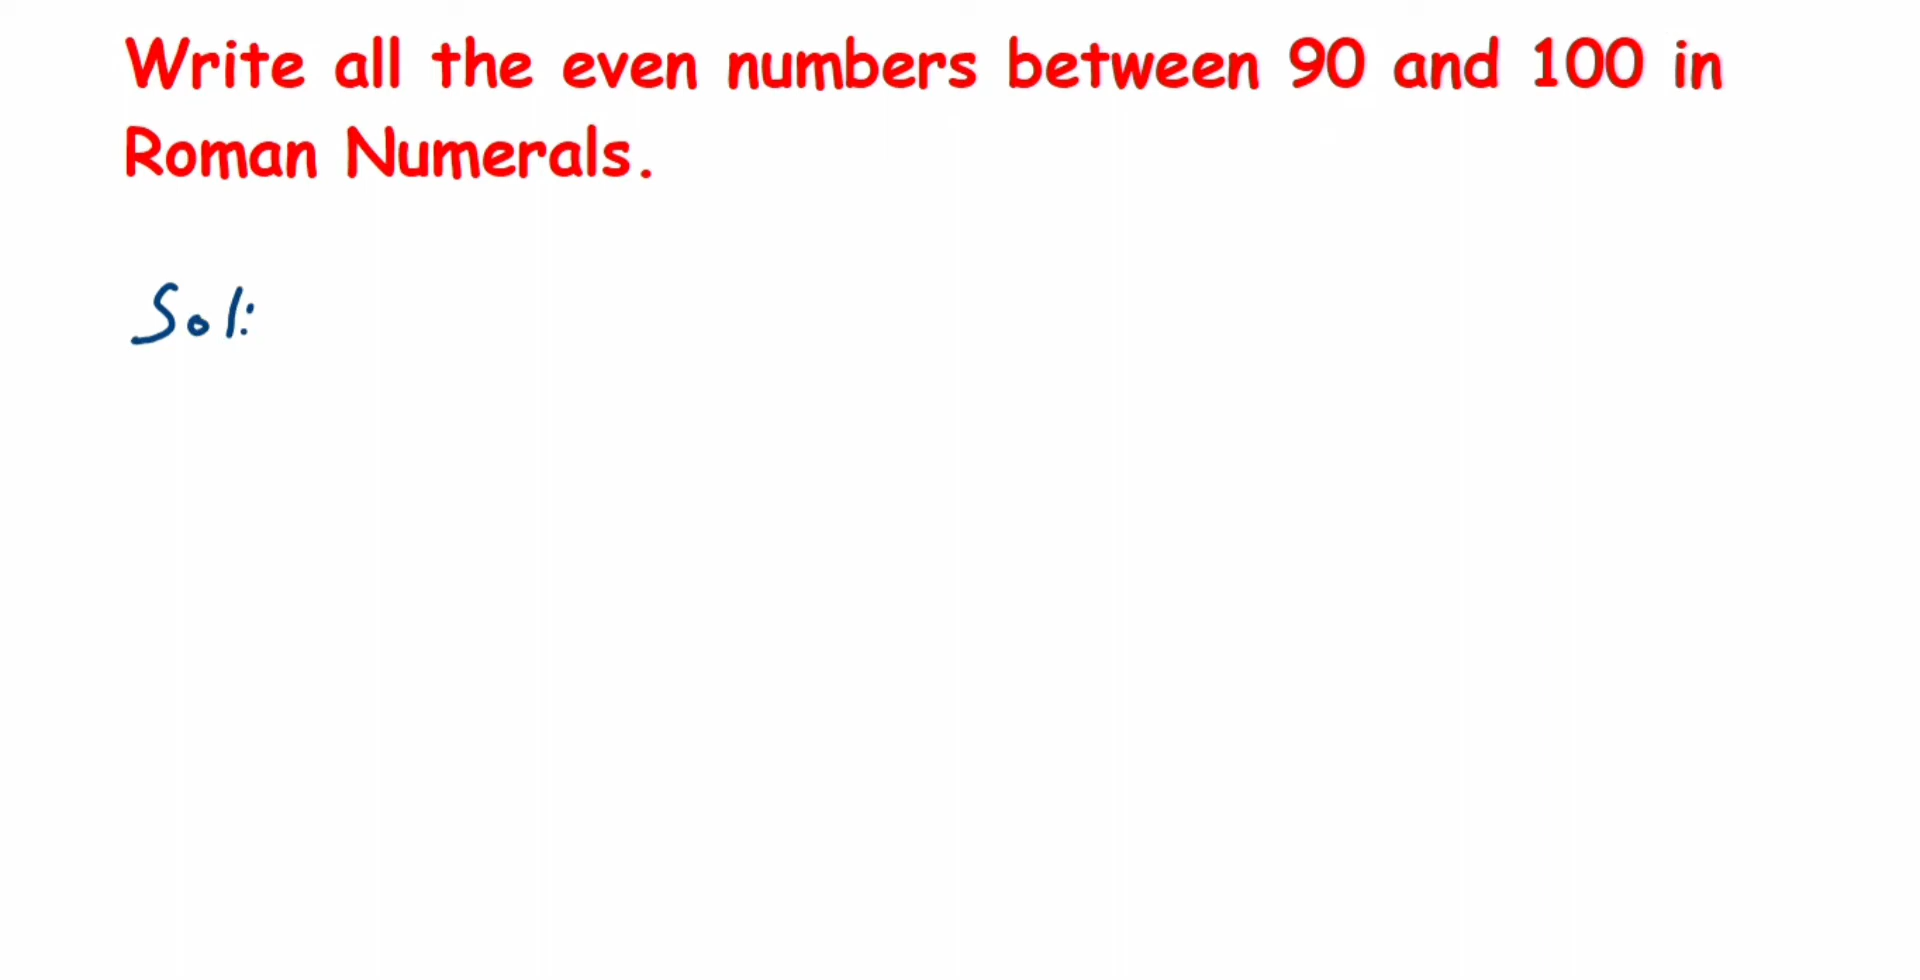 Write all the even numbers between 90 and 100 in
Roman Numerals.
Sol: